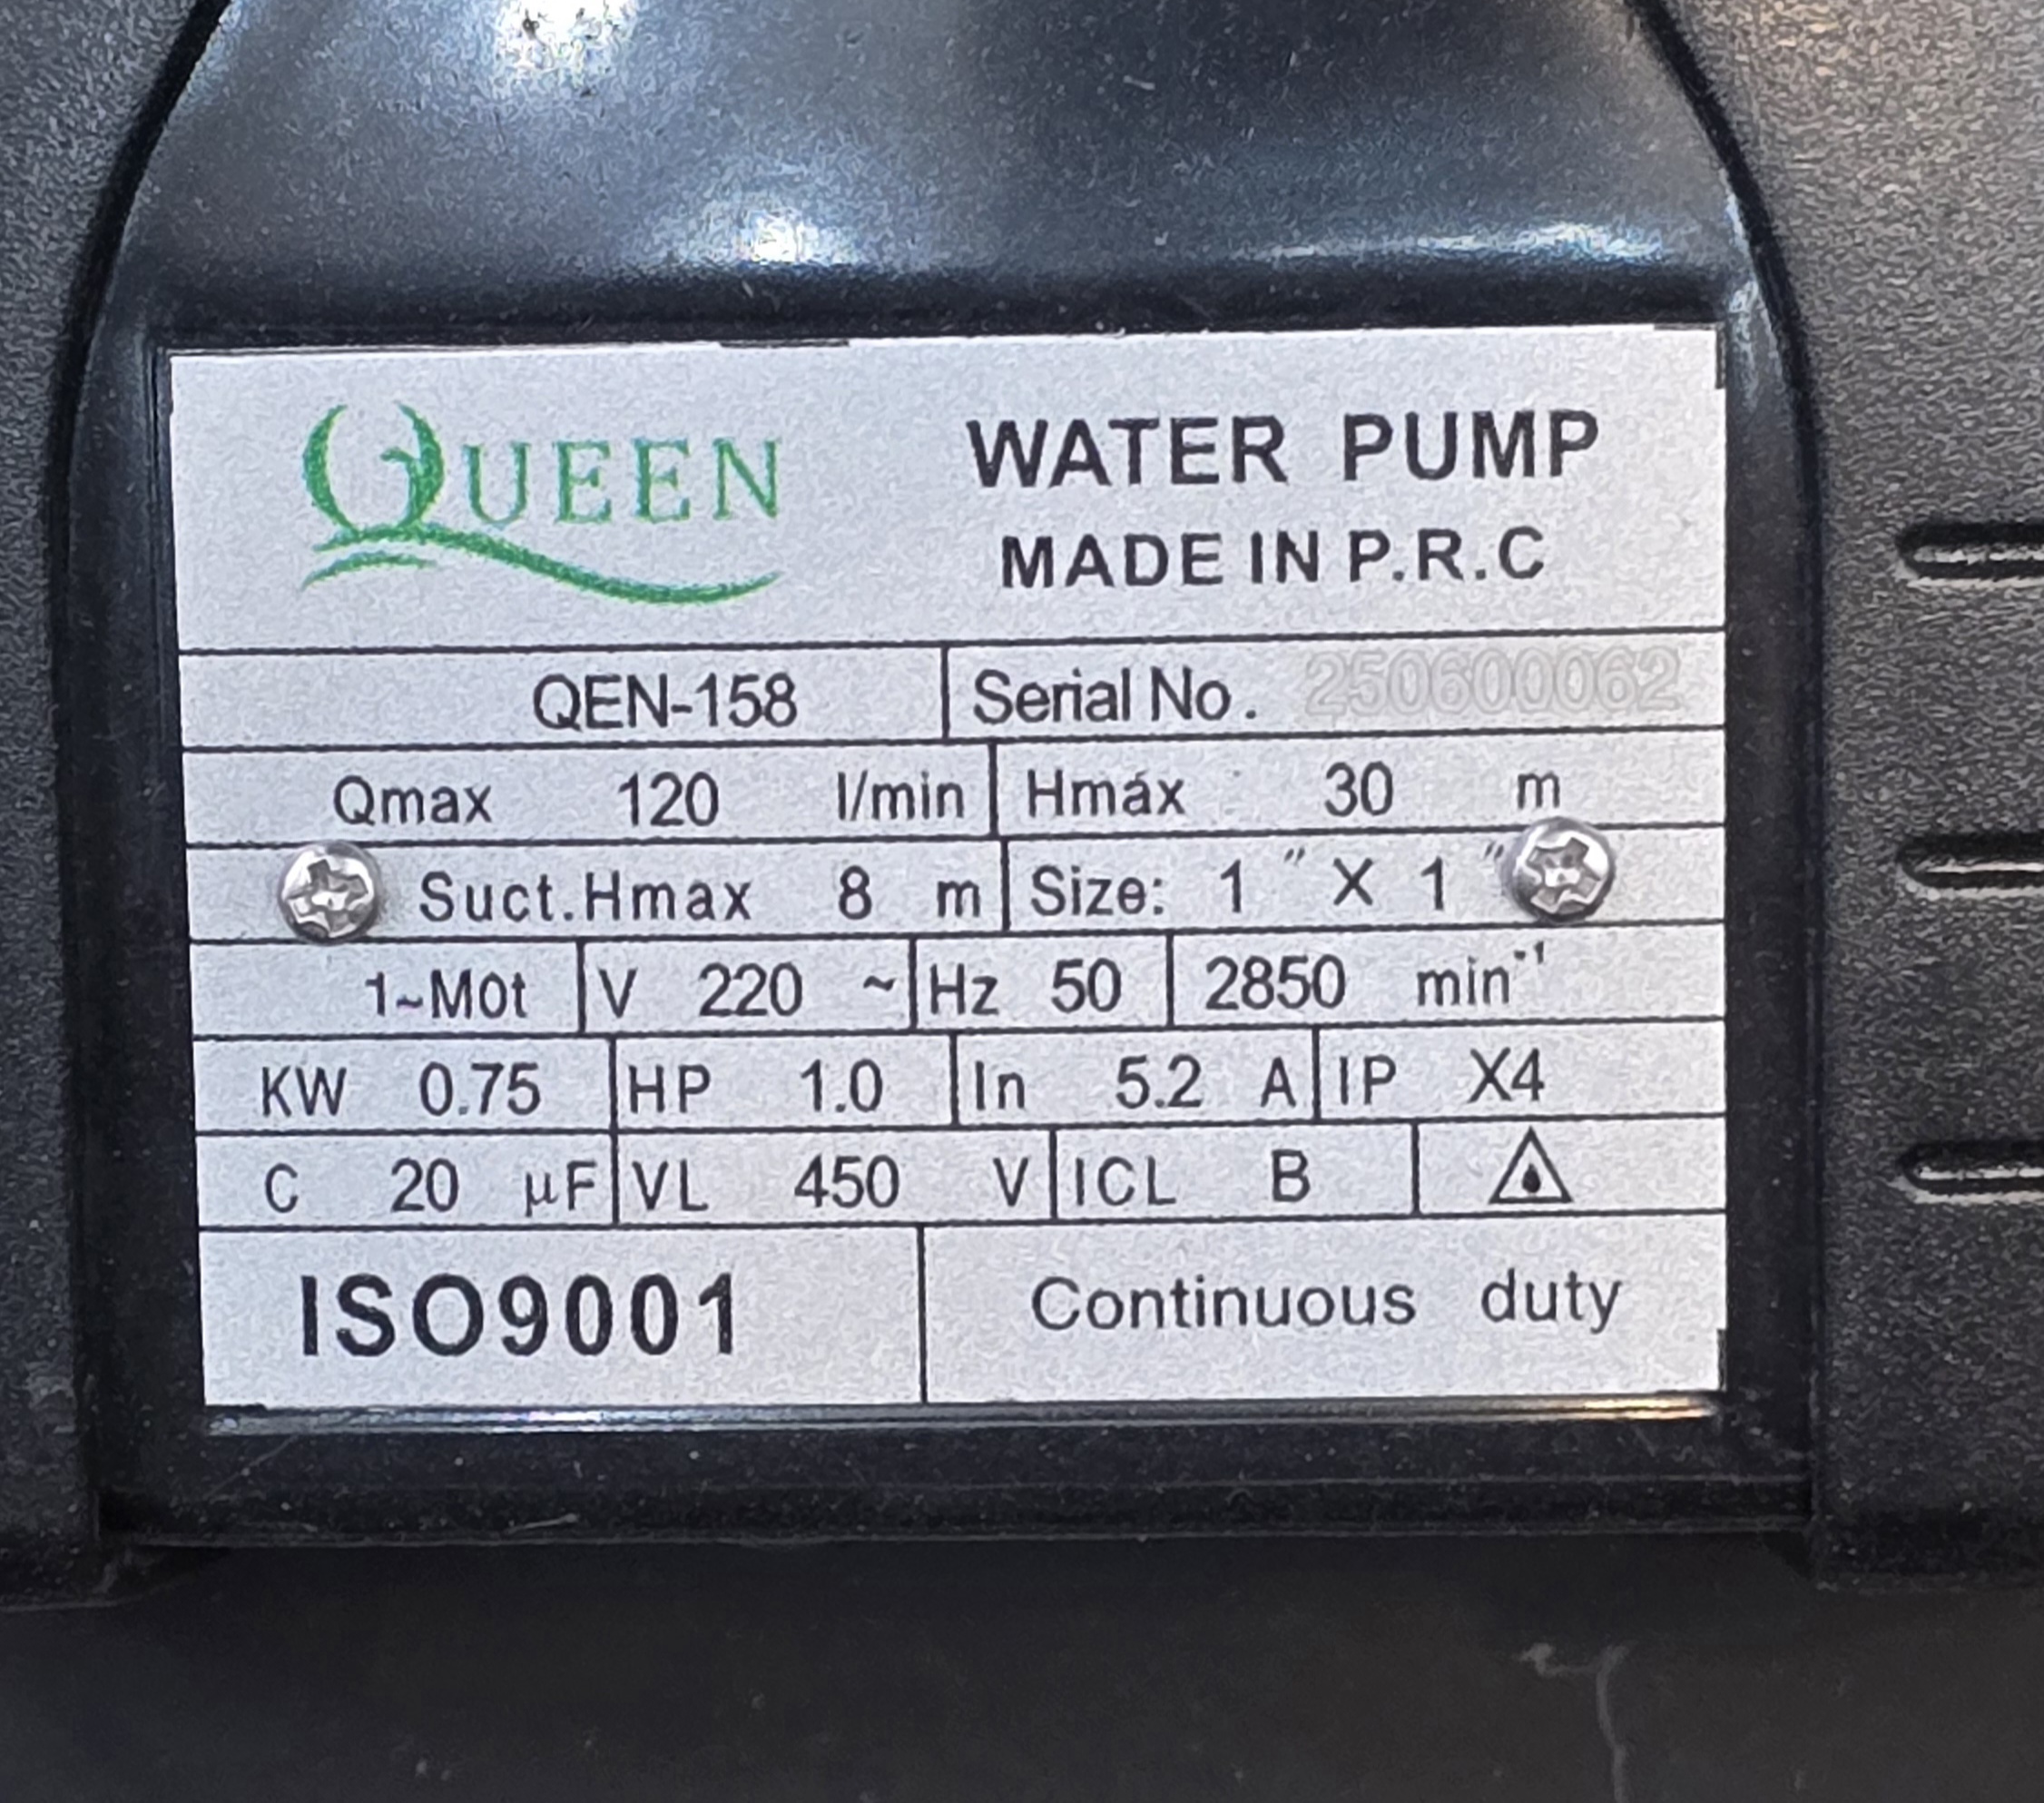 QUEEN
WATER PUMP
MADE IN P.R.C
QEN-158 Serial No. 250600062
Qmax 120 l/min Hmax 30 m
Suct.Hmax 8 m Size: 1" X 1"
1~Mot V 220 ~ Hz 50 2850 min⁻¹
KW 0.75 HP 1.0 In 5.2 A IP X4
C 20 µF VL 450 V ICL B
ISO9001 Continuous duty